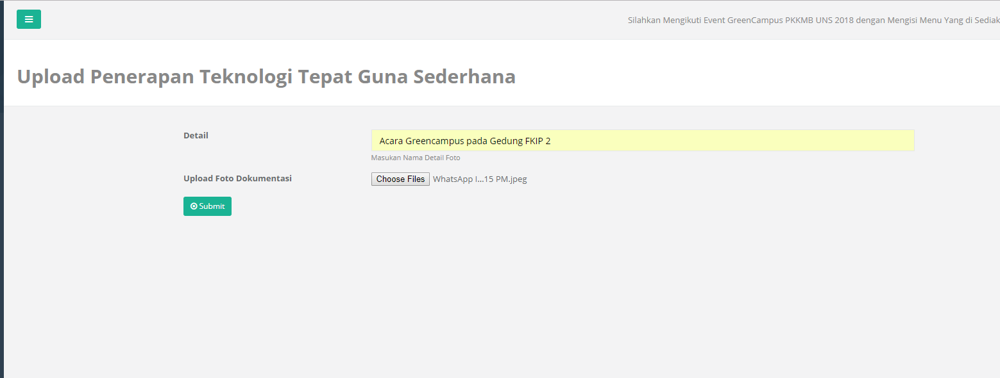 Silahkan Mengikuti Event GreenCampus PKKMB UNS 2018 dengan Mengisi Menu Yang di Sediak
Upload Penerapan Teknologi Tepat Guna Sederhana
Detail
Acara Greencampus pada Gedung FKIP 2
Masukan Nama Detail Foto
Upload Foto Dokumentasi
Choose Files WhatsApp I...15 PM.jpeg
Submit